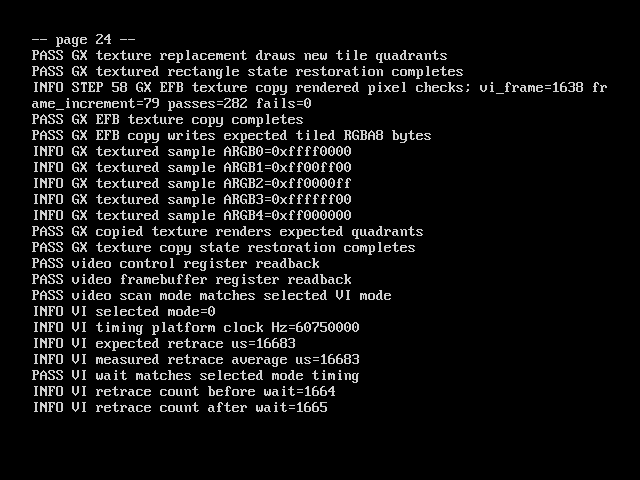 -- page 24 --
PASS GX texture replacement draws new tile quadrants
PASS GX textured rectangle state restoration completes
INFO STEP 58 GX EFB texture copy rendered pixel checks; vi_frame=1638 fr
ame_increment=79 passes=282 fails=0
PASS GX EFB texture copy completes
PASS GX EFB copy writes expected tiled RGBA8 bytes
INFO GX textured sample ARGB0=0xffff0000
INFO GX textured sample ARGB1=0xff00ff00
INFO GX textured sample ARGB2=0xff0000ff
INFO GX textured sample ARGB3=0xffffff00
INFO GX textured sample ARGB4=0xff000000
PASS GX copied texture renders expected quadrants
PASS GX texture copy state restoration completes
PASS video control register readback
PASS video framebuffer register readback
PASS video scan mode matches selected VI mode
INFO VI selected mode=0
INFO VI timing platform clock Hz=60750000
INFO VI expected retrace us=16683
INFO VI measured retrace average us=16683
PASS VI wait matches selected mode timing
INFO VI retrace count before wait=1664
INFO VI retrace count after wait=1665